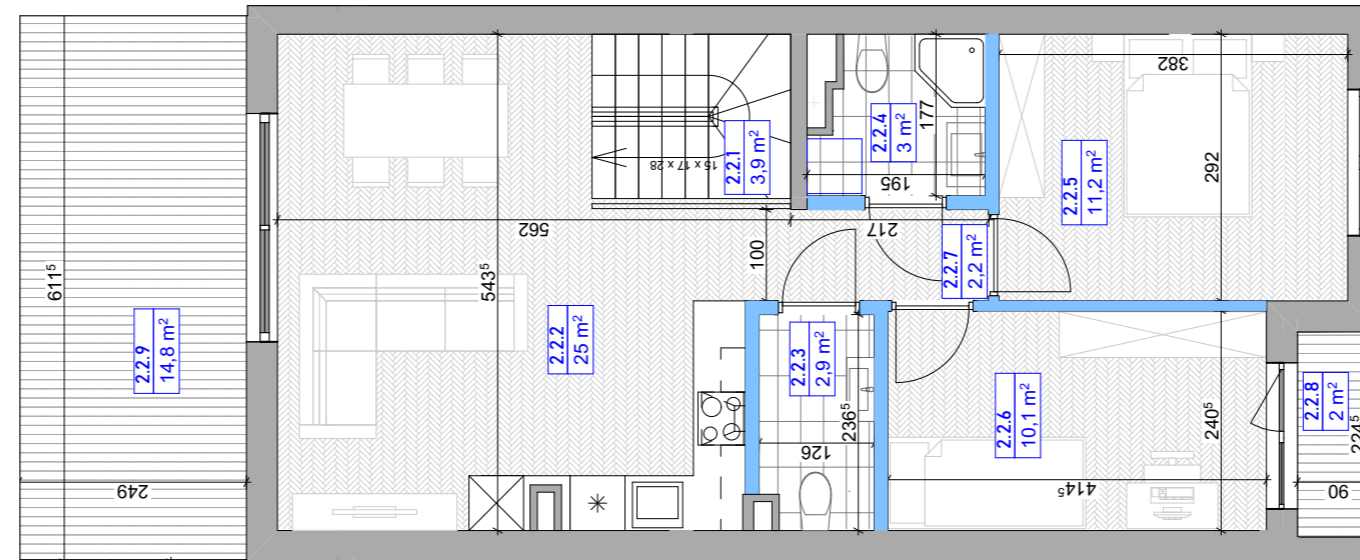 611⁵
2.2.9
14,8 m²
249
562
543⁵
2.2.2
25 m²
15 x 17 x 28
2.2.1
3,9 m²
100
217
2.2.4
3 m²
177
195
2.2.7
2,2 m²
382
2.2.5
11,2 m²
292
2.2.3
2,9 m²
126
236⁵
2.2.6
10,1 m²
414⁵
240⁵
2.2.8
2 m²
224⁵
90